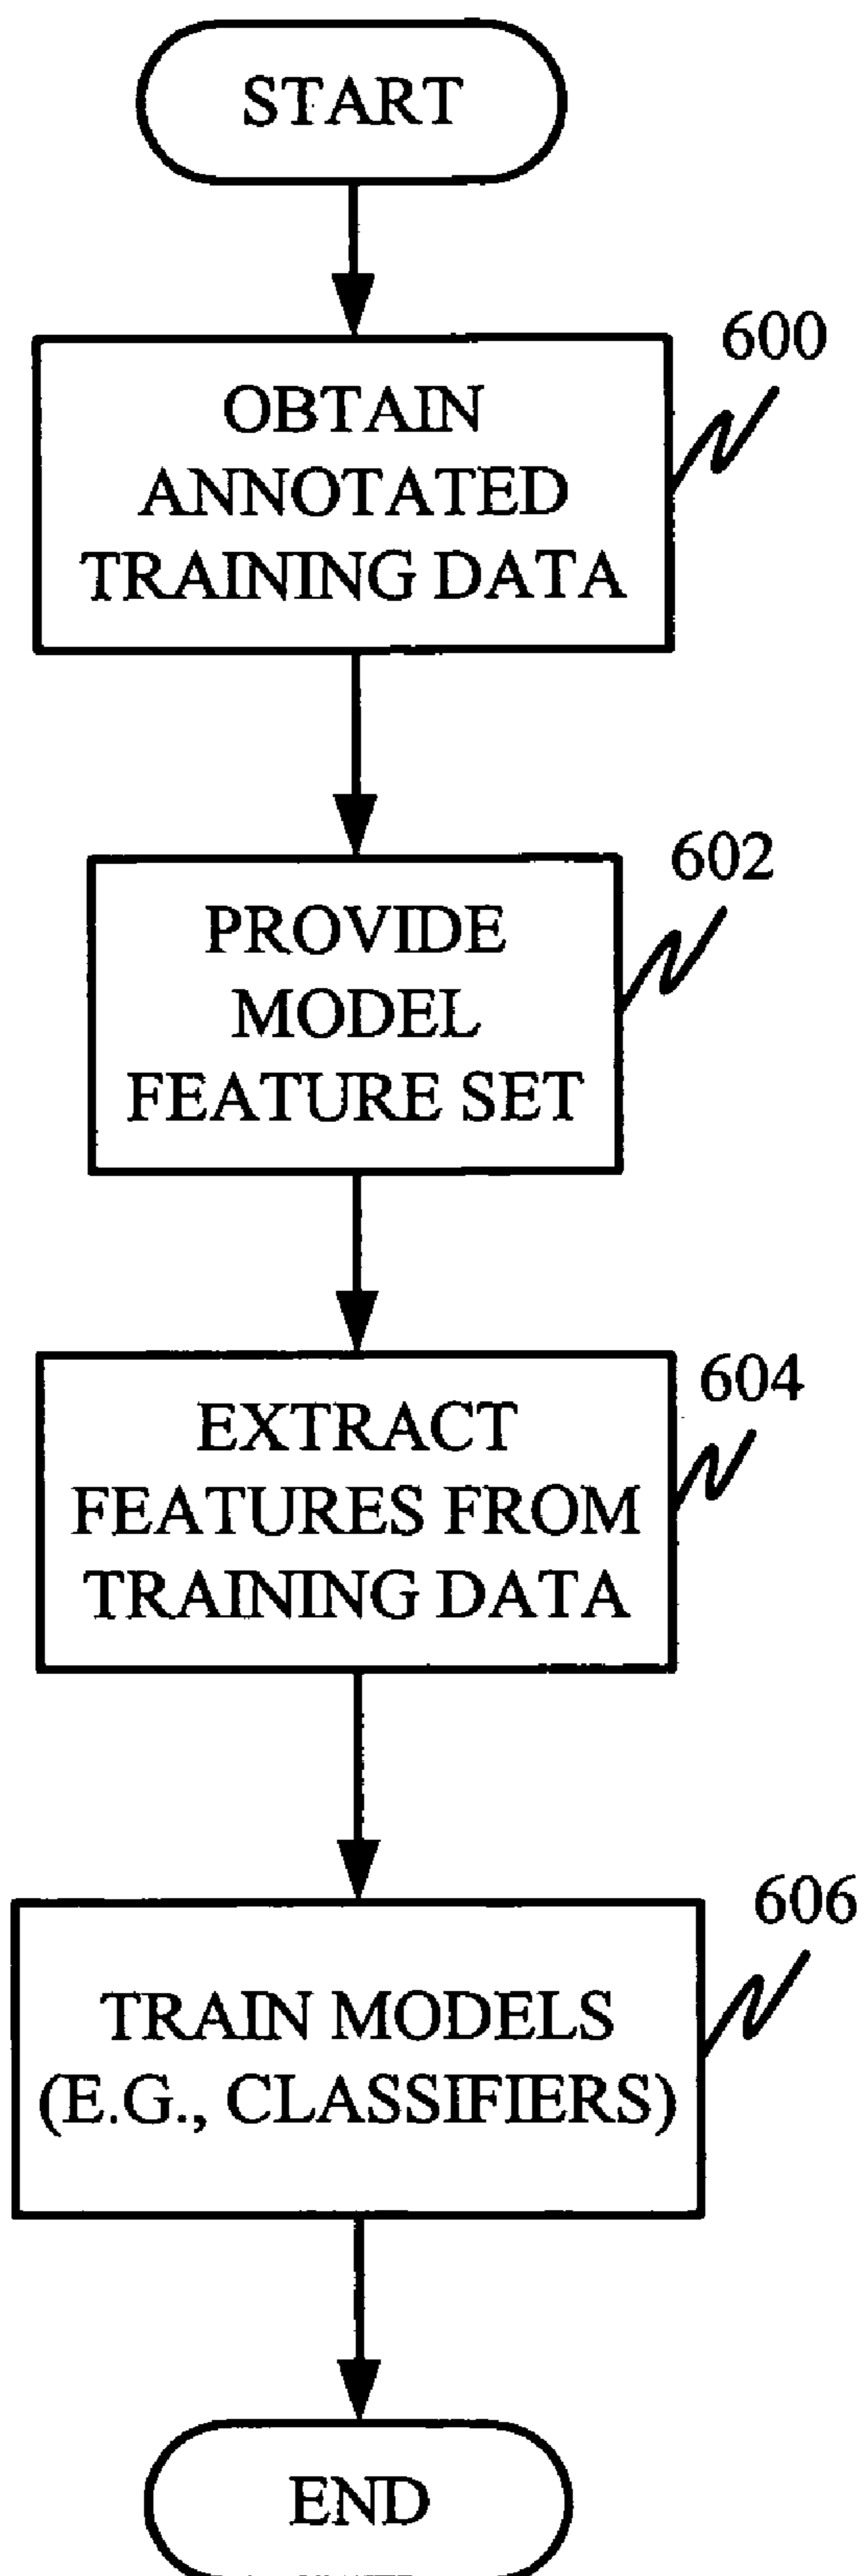 START
600
OBTAIN
ANNOTATED
TRAINING DATA
602
PROVIDE
MODEL
FEATURE SET
604
EXTRACT
FEATURES FROM
TRAINING DATA
606
TRAIN MODELS
(E.G., CLASSIFIERS)
END